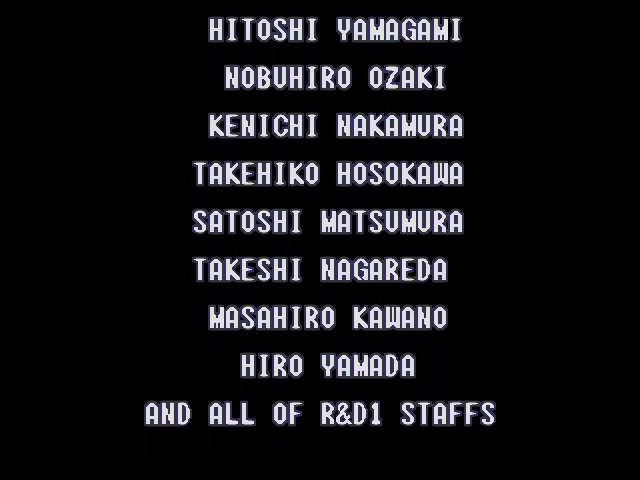 HITOSHI YAMAGAMI
NOBUHIRO OZAKI
KENICHI NAKAMURA
TAKEHIKO HOSOKAWA
SATOSHI MATSUMURA
TAKESHI NAGAREDA
MASAHIRO KAWANO
HIRO YAMADA
AND ALL OF R&D1 STAFFS